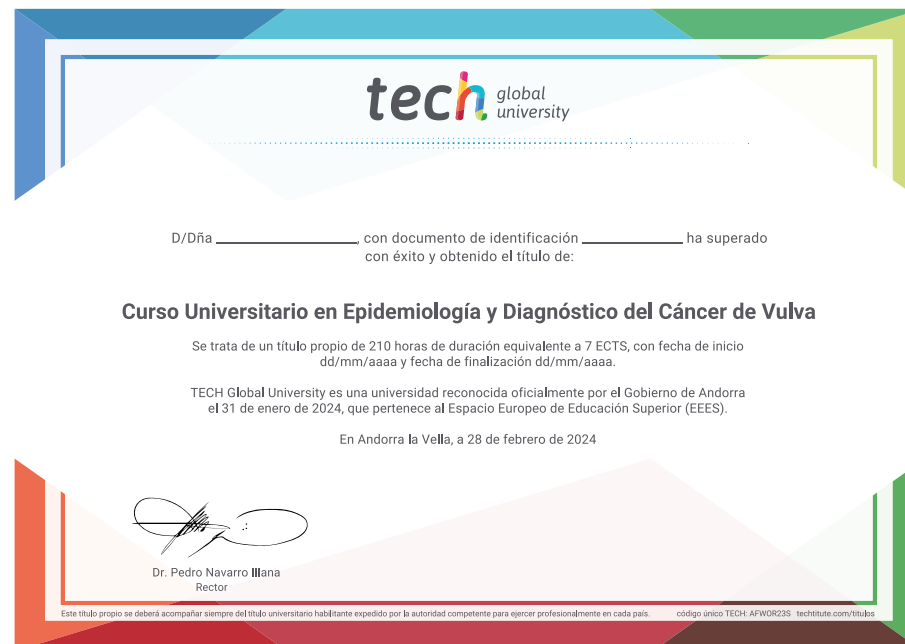 tech global university
D/Dña, con documento de identificación ha superado
con éxito y obtenido el título de:
Curso Universitario en Epidemiología y Diagnóstico del Cáncer de Vulva
Se trata de un título propio de 210 horas de duración equivalente a 7 ECTS, con fecha de inicio
dd/mm/aaaa y fecha de finalización dd/mm/aaaa.
TECH Global University es una universidad reconocida oficialmente por el Gobierno de Andorra
el 31 de enero de 2024, que pertenece al Espacio Europeo de Educación Superior (EEES).
En Andorra la Vella, a 28 de febrero de 2024
Dr. Pedro Navarro Illana
Rector
Este título propio se deberá acompañar siempre del título universitario habilitante expedido por la autoridad competente para ejercer profesionalmente en cada país. código único TECH: AFWOR23S techtitute.com/titulos